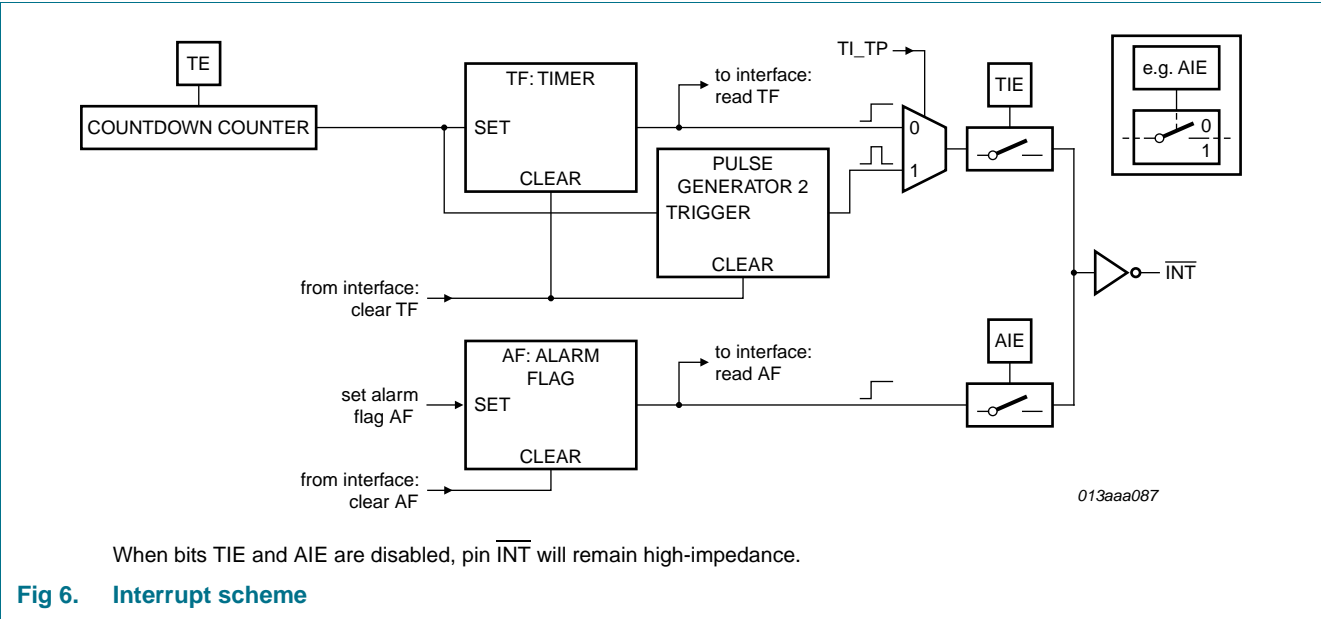 TE
COUNTDOWN COUNTER
TF: TIMER
SET
CLEAR
to interface:
read TF
PULSE
GENERATOR 2
TRIGGER
CLEAR
from interface:
clear TF
TI_TP
0
1
TIE
e.g. AIE
0
1
INT
set alarm
flag AF
AF: ALARM
FLAG
SET
CLEAR
to interface:
read AF
AIE
from interface:
clear AF
013aaa087
When bits TIE and AIE are disabled, pin INT will remain high-impedance.
Fig 6. Interrupt scheme